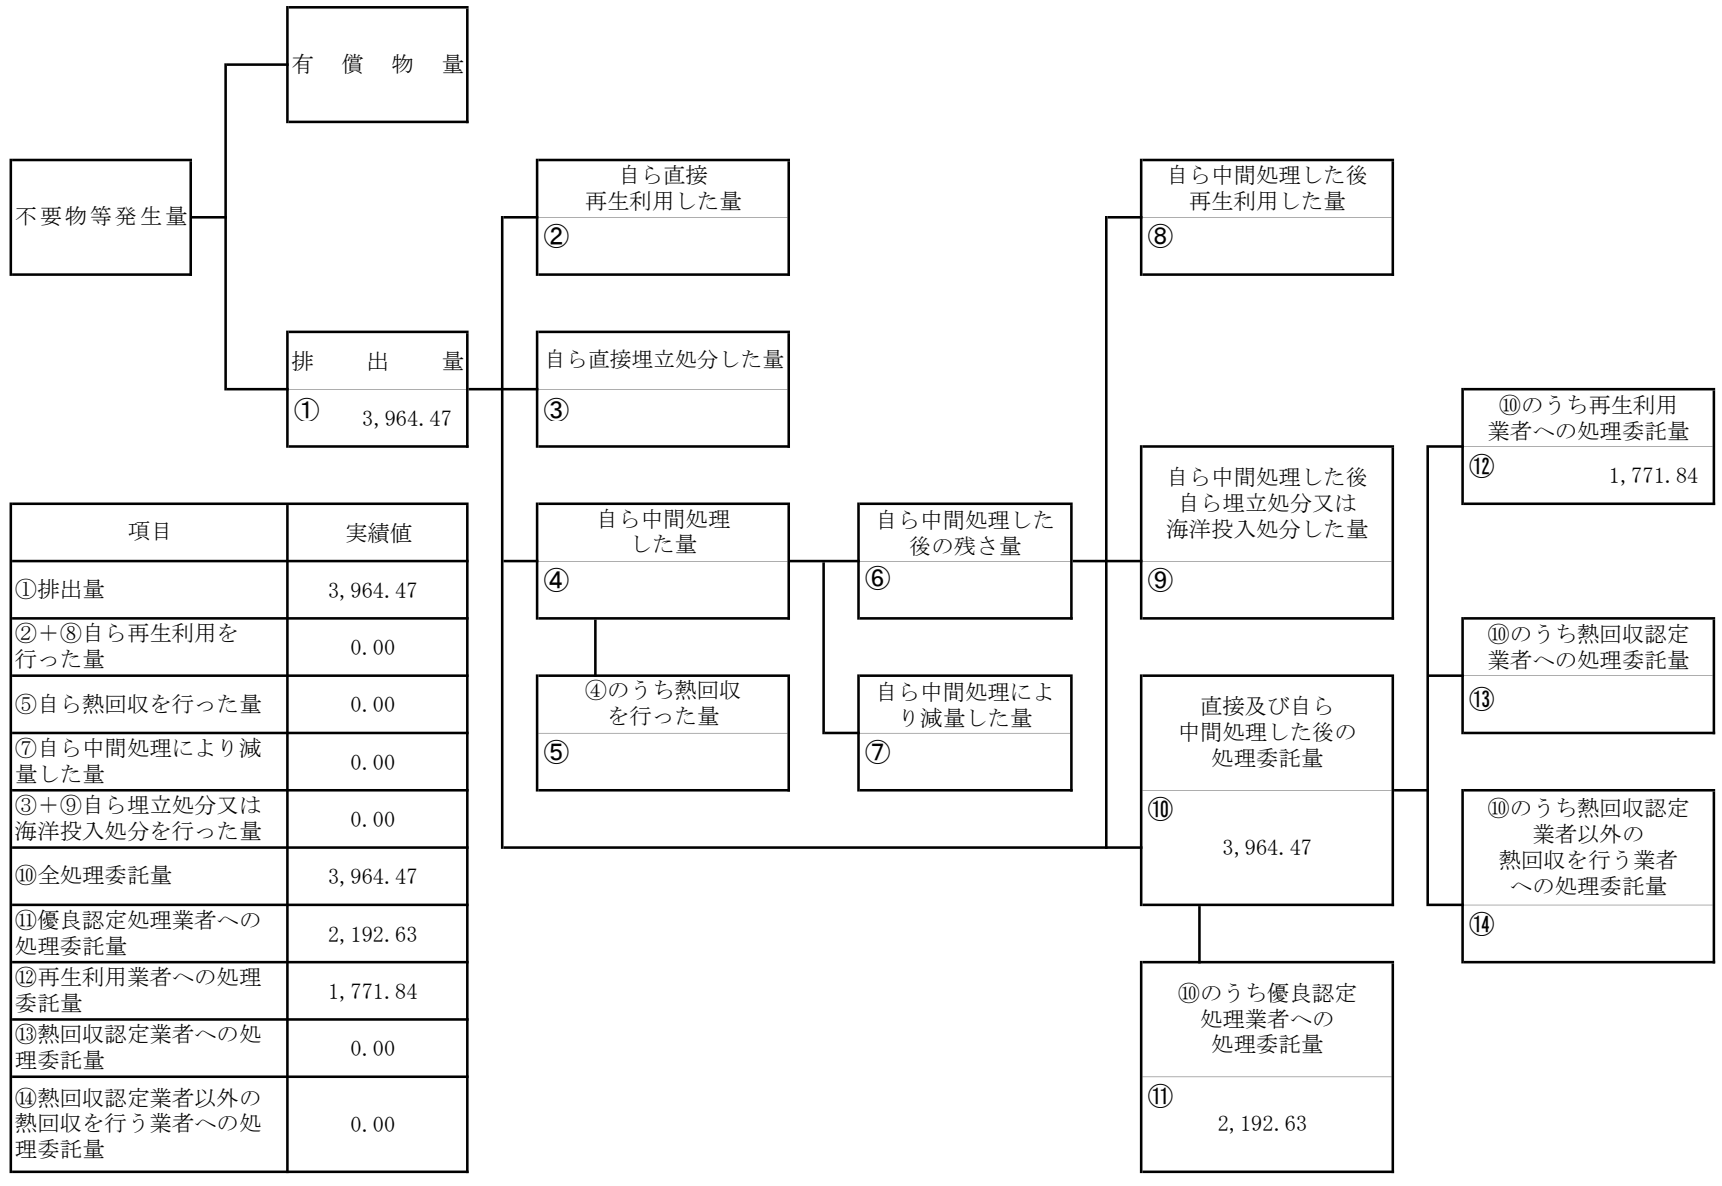 有償物量
不要物等発生量
排出量
① 3,964.47
自ら直接
再生利用した量
②
自ら直接埋立処分した量
③
自ら中間処理
した量
④
④のうち熱回収
を行った量
⑤
自ら中間処理した
後の残さ量
⑥
自ら中間処理によ
り減量した量
⑦
自ら中間処理した後
再生利用した量
⑧
自ら中間処理した後
自ら埋立処分又は
海洋投入処分した量
⑨
直接及び自ら
中間処理した後の
処理委託量
⑩
3,964.47
⑩のうち優良認定
処理業者への
処理委託量
⑪
2,192.63
⑩のうち再生利用
業者への処理委託量
⑫ 1,771.84
⑩のうち熱回収認定
業者への処理委託量
⑬
⑩のうち熱回収認定
業者以外の
熱回収を行う業者
への処理委託量
⑭
項目 実績値
①排出量 3,964.47
②+⑧自ら再生利用を
行った量 0.00
⑤自ら熱回収を行った量 0.00
⑦自ら中間処理により減
量した量 0.00
③+⑨自ら埋立処分又は
海洋投入処分を行った量 0.00
⑩全処理委託量 3,964.47
⑪優良認定処理業者への
処理委託量 2,192.63
⑫再生利用業者への処理
委託量 1,771.84
⑬熱回収認定業者への処
理委託量 0.00
⑭熱回収認定業者以外の
熱回収を行う業者への処
理委託量 0.00